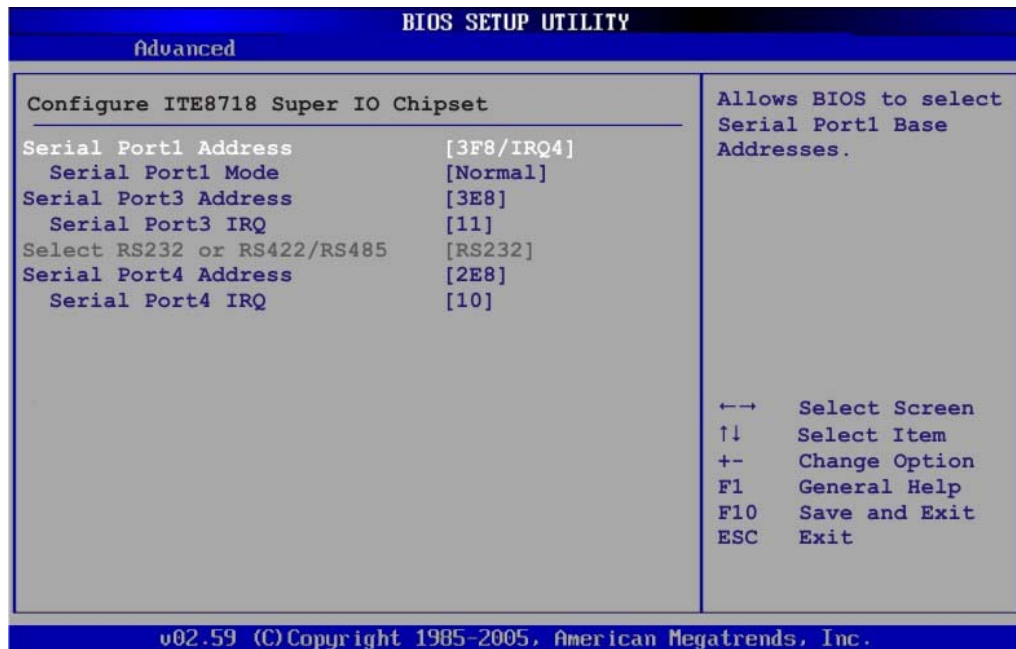 BIOS SETUP UTILITY
Advanced
Configure ITE8718 Super IO Chipset
Serial Port1 Address [3F8/IRQ4]
Serial Port1 Mode [Normal]
Serial Port3 Address [3E8]
Serial Port3 IRQ [11]
Select RS232 or RS422/RS485 [RS232]
Serial Port4 Address [2E8]
Serial Port4 IRQ [10]
Allows BIOS to select
Serial Port1 Base
Addresses.
←→ Select Screen
↑↓ Select Item
+- Change Option
F1 General Help
F10 Save and Exit
ESC Exit
v02.59 (C)Copyright 1985-2005, American Megatrends, Inc.